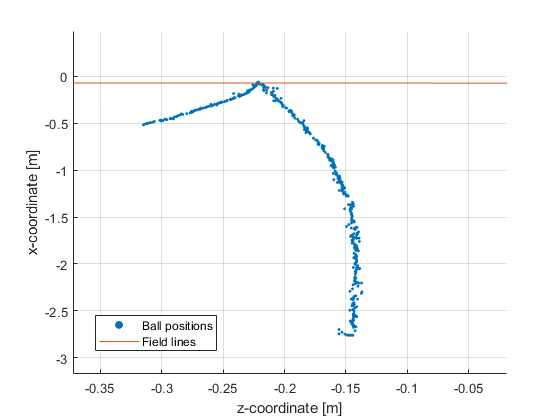 0
-0.5
-1
-1.5
-2
-2.5
-3
x-coordinate [m]
Ball positions
Field lines
-0.35 -0.3 -0.25 -0.2 -0.15 -0.1 -0.05
z-coordinate [m]